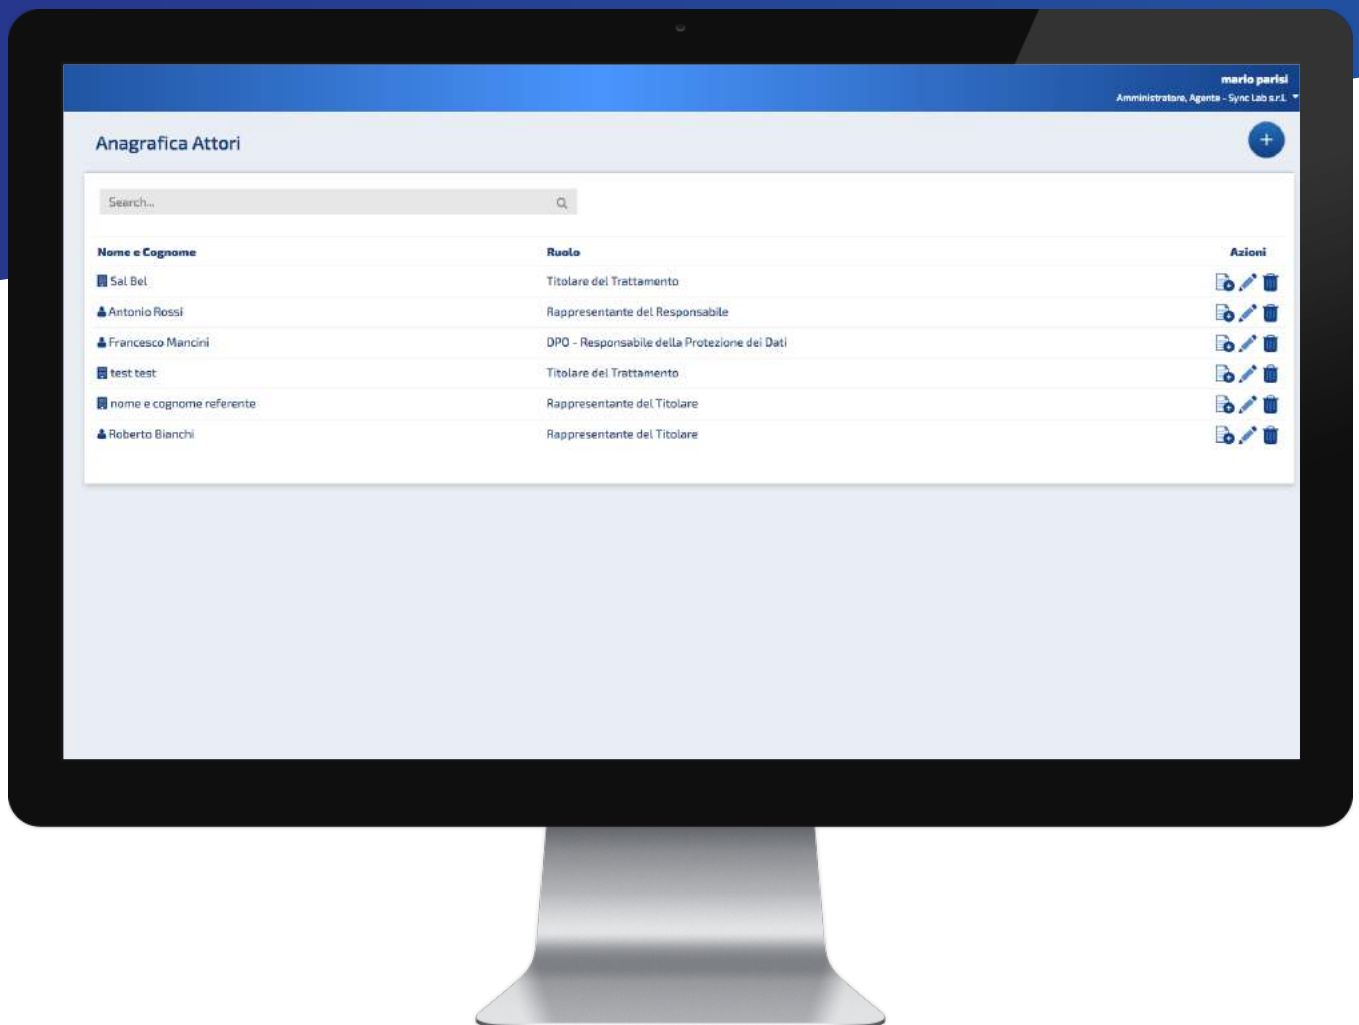 mario parisi
Amministratore, Agente - Sync Lab s.r.l.
Anagrafica Attori
Search...
Nome e Cognome Ruolo Azioni
Sal Bel Titolare del Trattamento
Antonio Rossi Rappresentante del Responsabile
Francesco Mancini DPO - Responsabile della Protezione dei Dati
test test Titolare del Trattamento
nome e cognome referente Rappresentante del Titolare
Roberto Bianchi Rappresentante del Titolare